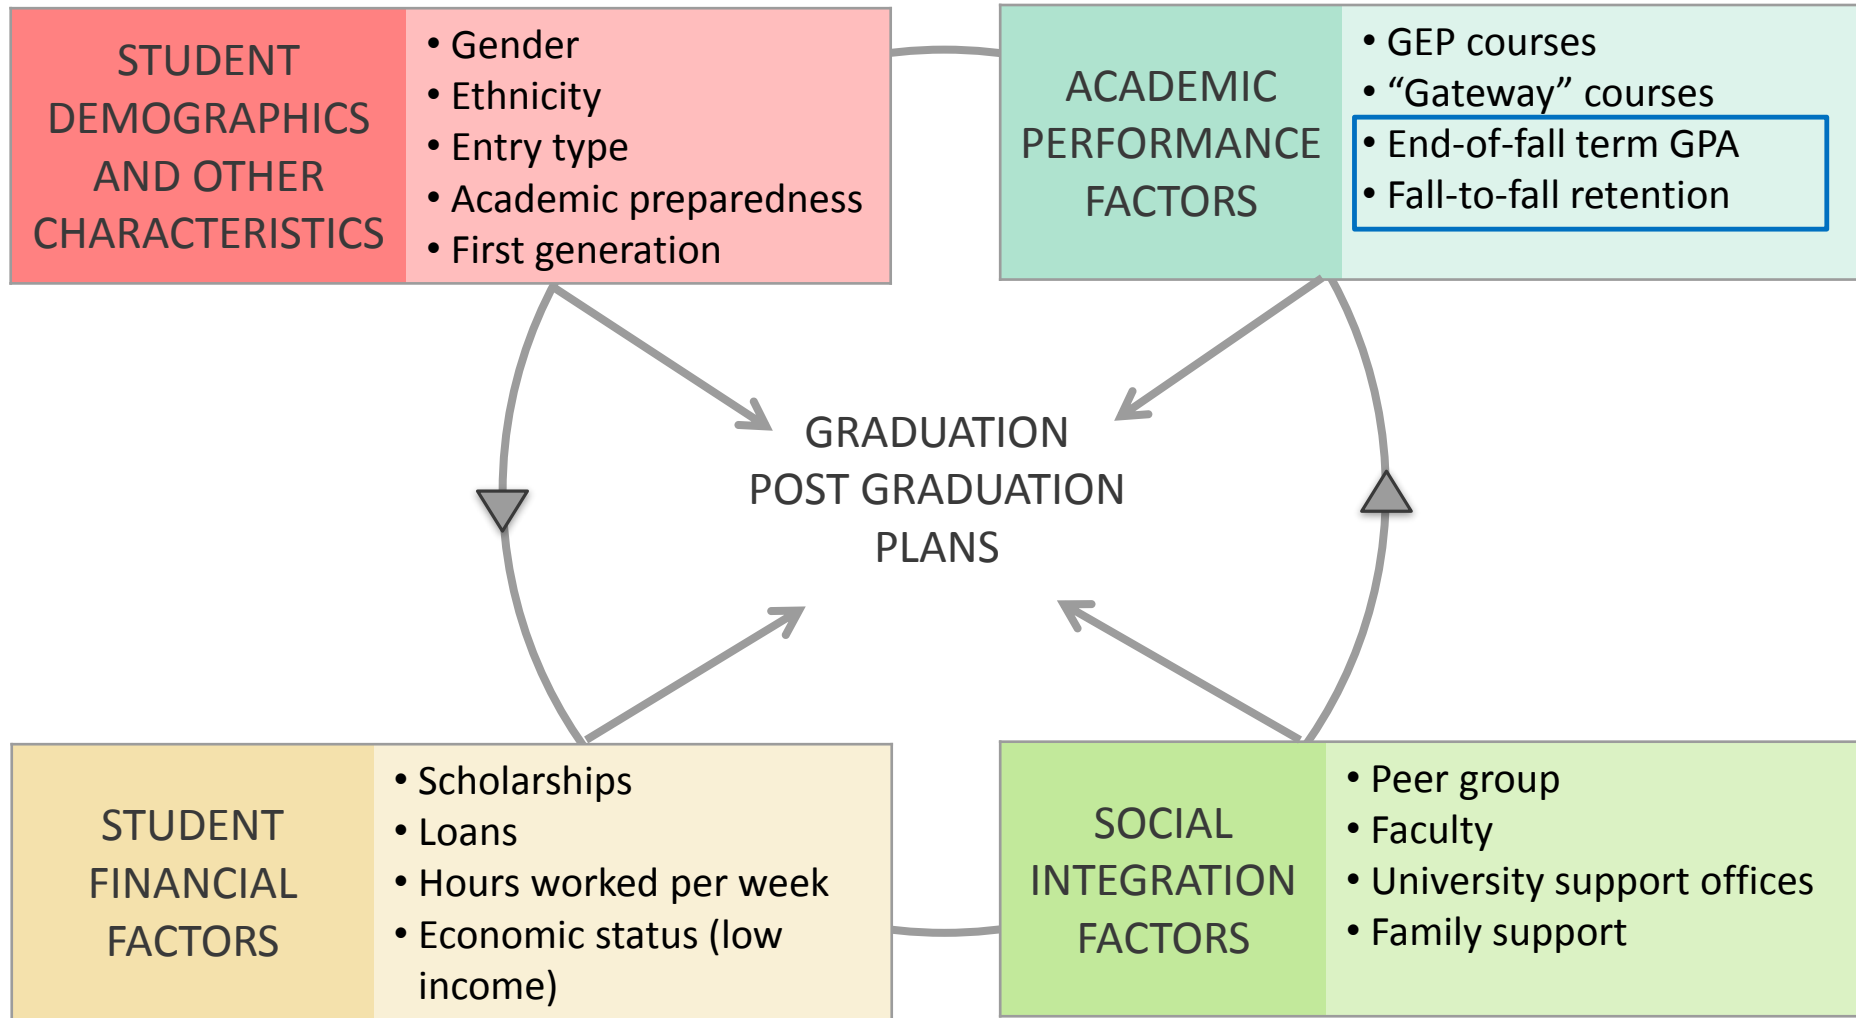 STUDENT
DEMOGRAPHICS
AND OTHER
CHARACTERISTICS
• Gender
• Ethnicity
• Entry type
• Academic preparedness
• First generation
ACADEMIC
PERFORMANCE
FACTORS
• GEP courses
• “Gateway” courses
• End-of-fall term GPA
• Fall-to-fall retention
GRADUATION
POST GRADUATION
PLANS
STUDENT
FINANCIAL
FACTORS
• Scholarships
• Loans
• Hours worked per week
• Economic status (low
income)
SOCIAL
INTEGRATION
FACTORS
• Peer group
• Faculty
• University support offices
• Family support